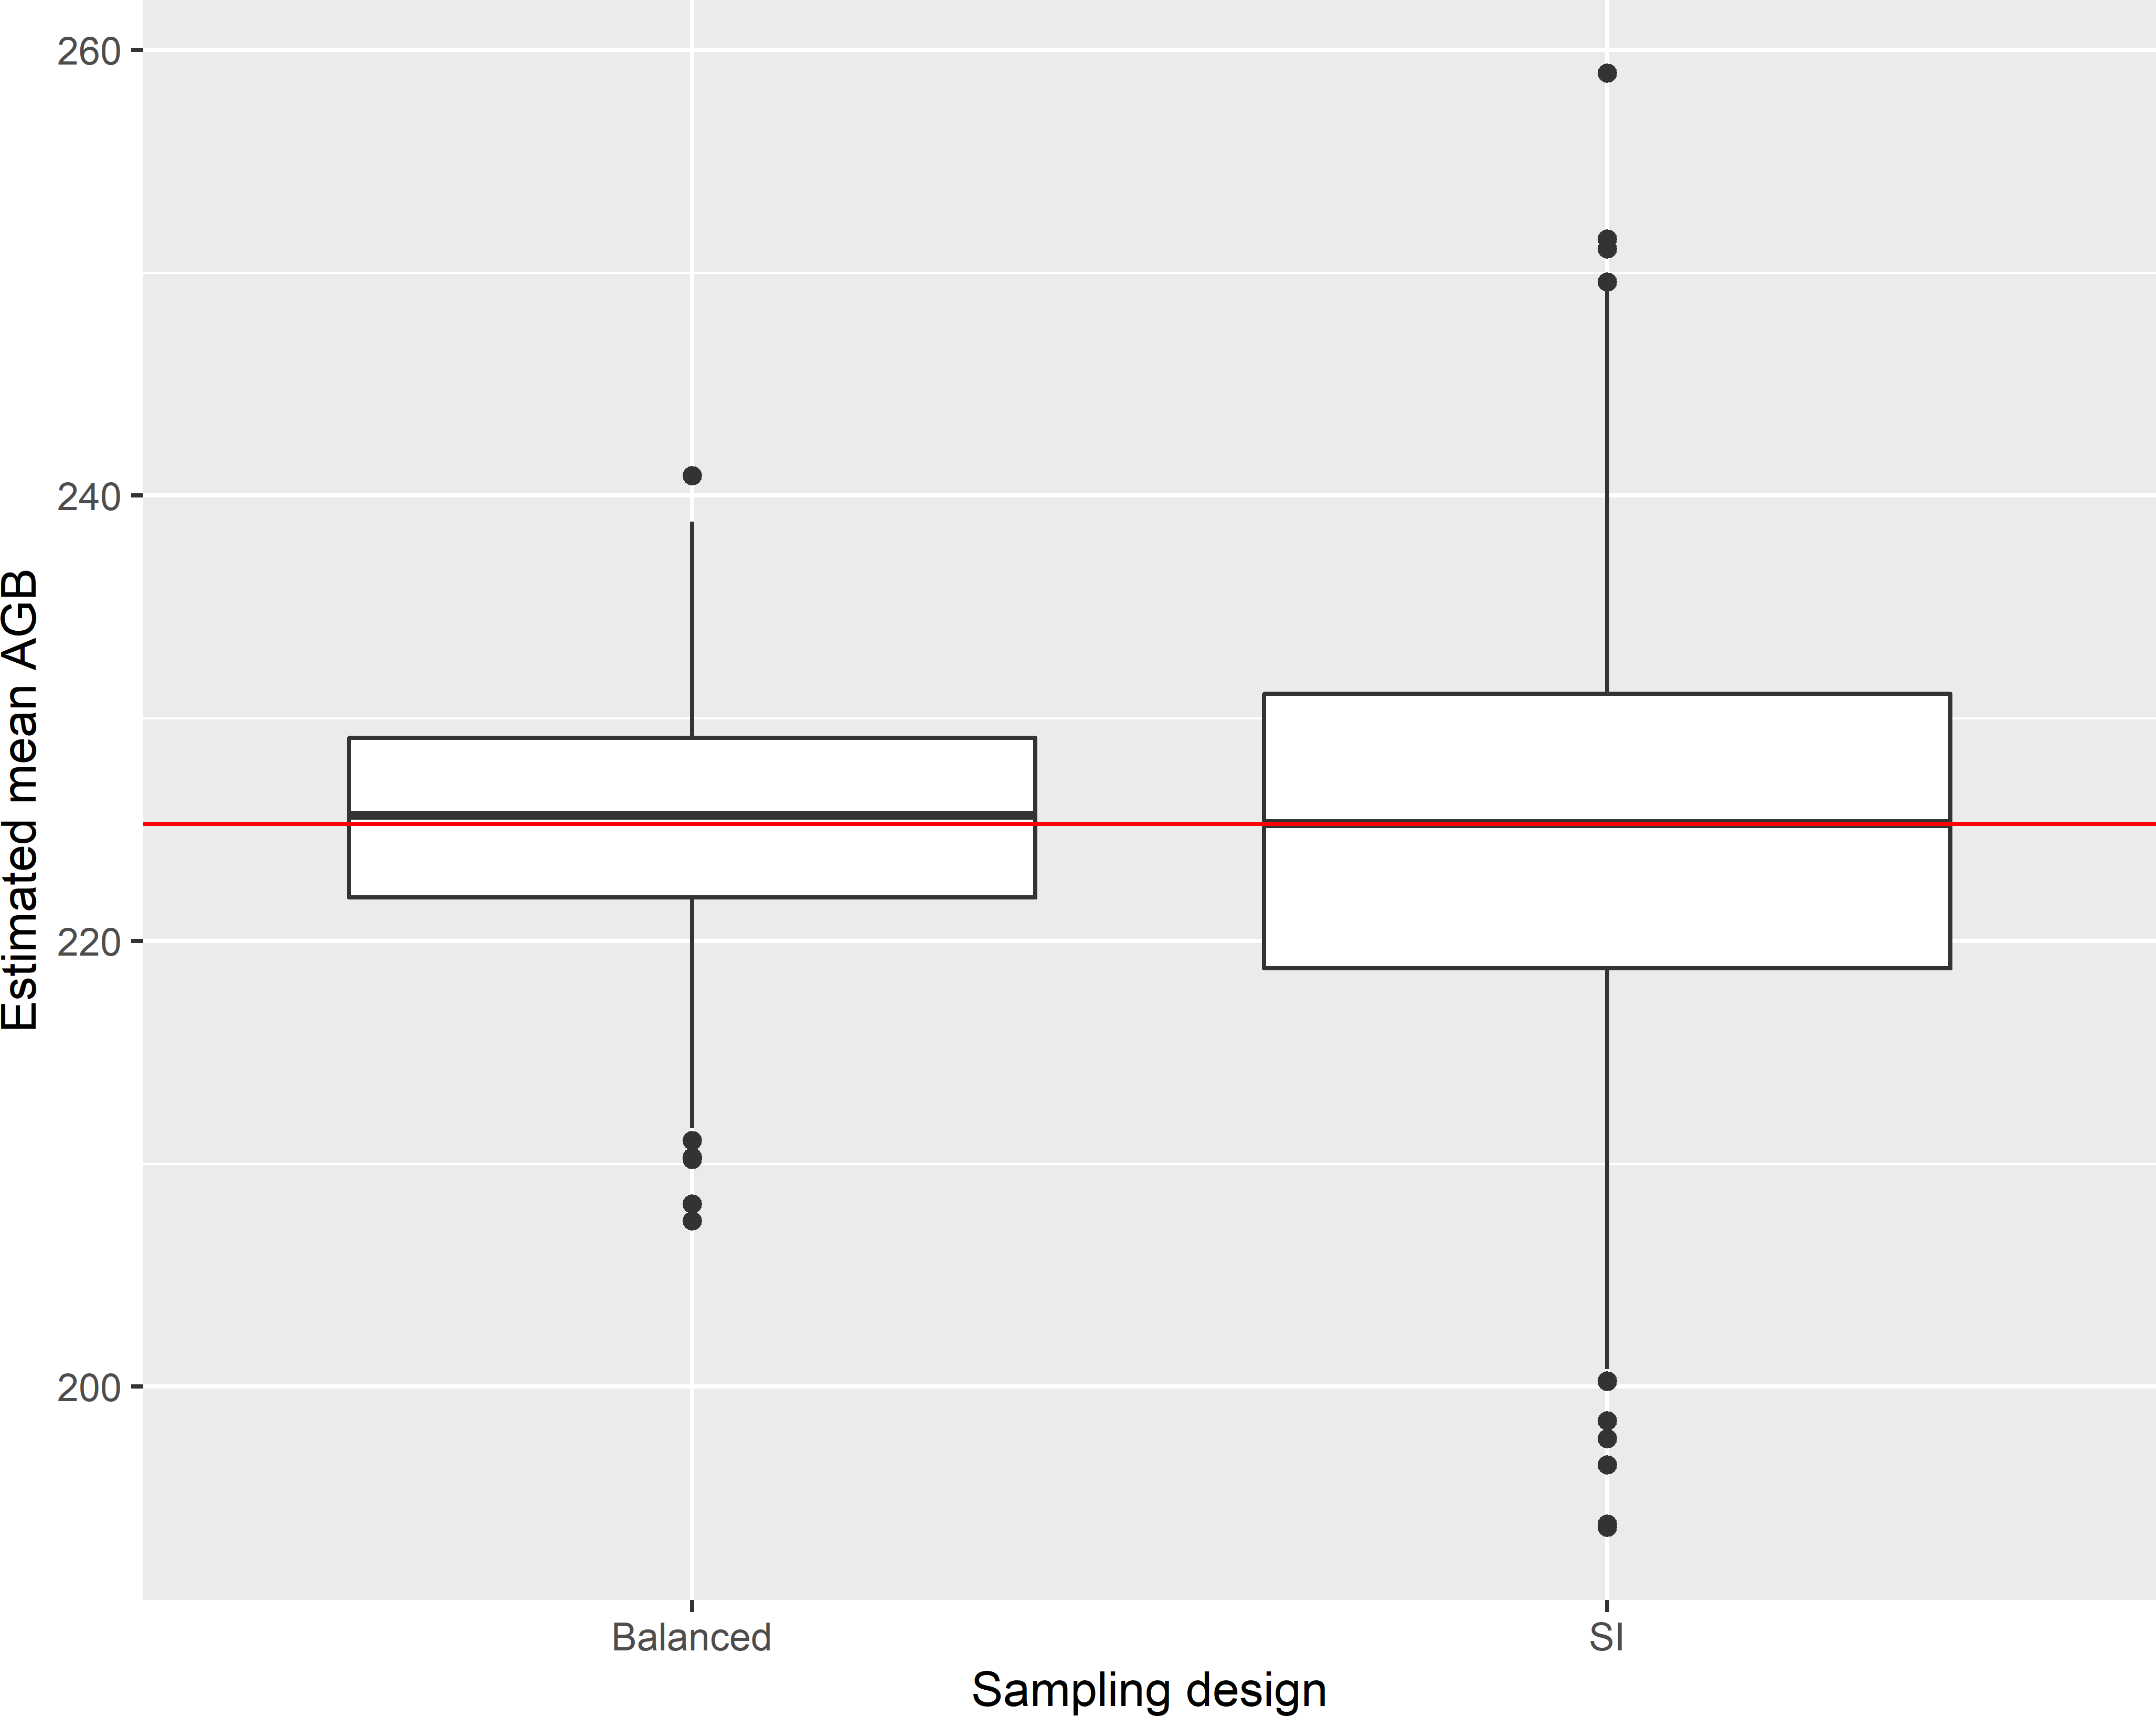 Estimated mean AGB
260
240
220
200
Balanced
SI
Sampling design